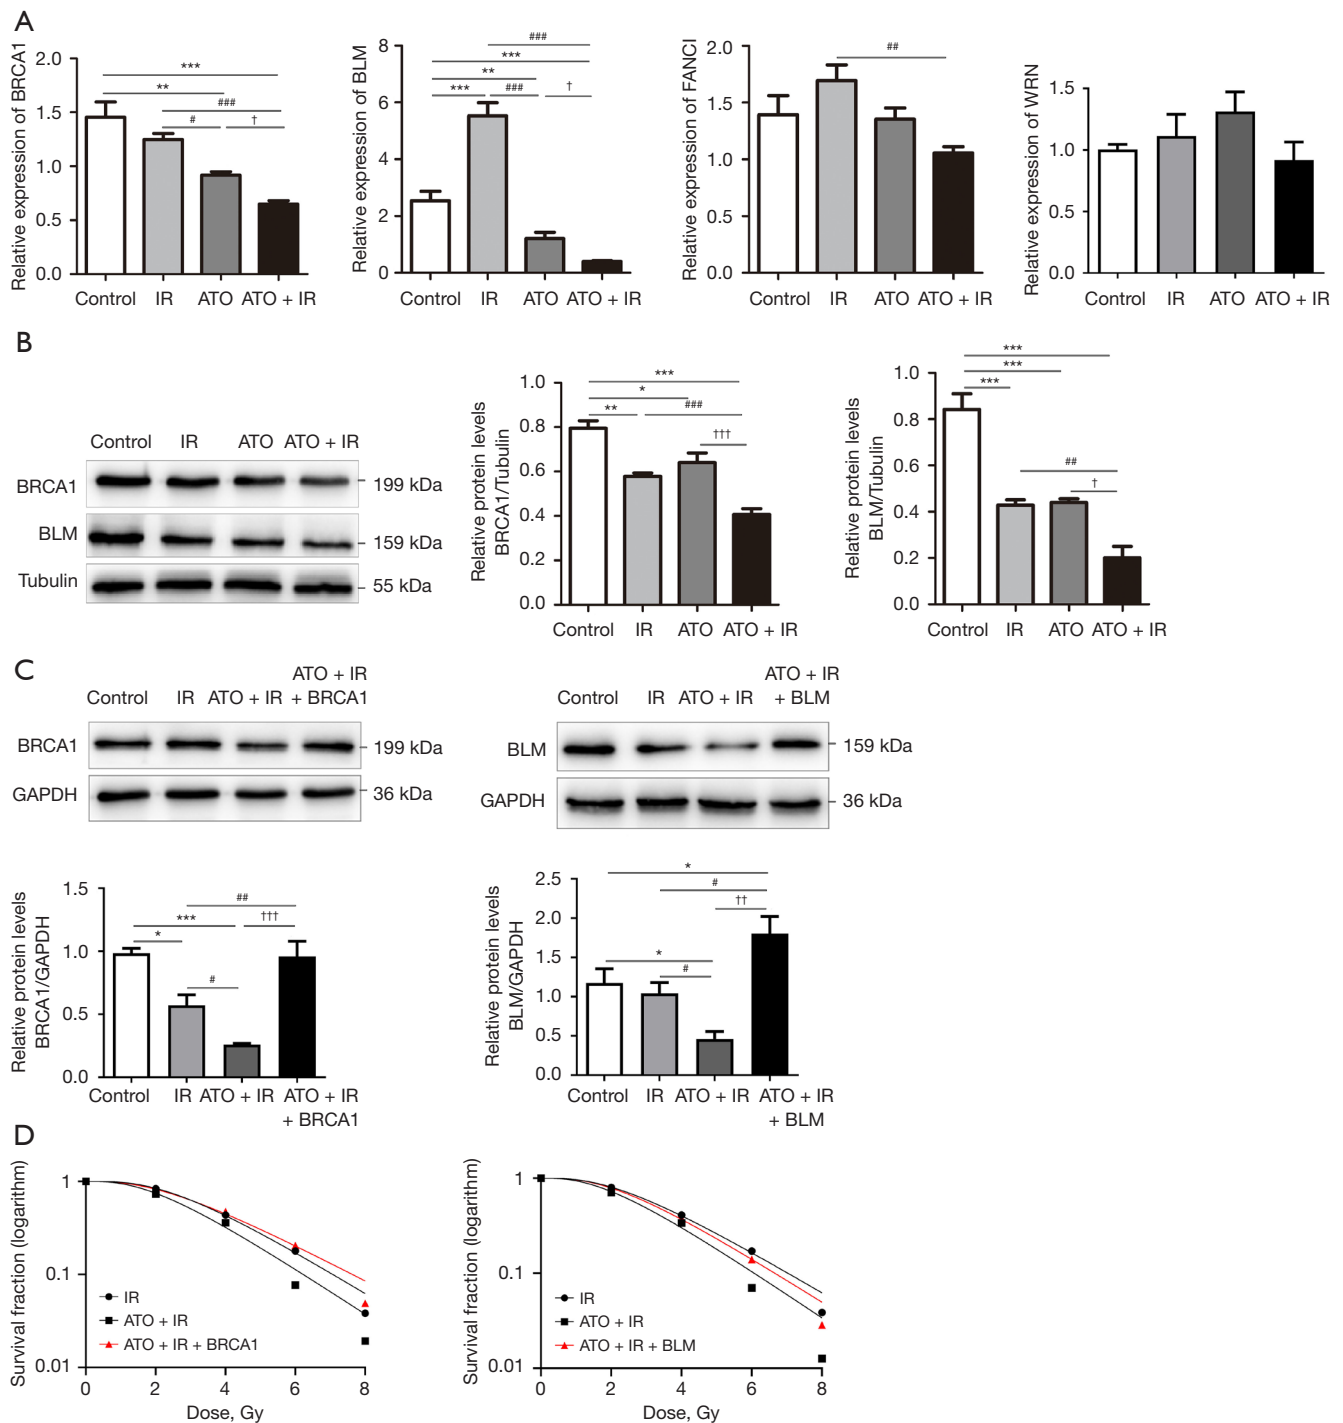 A
Relative expression of BRCA1
2.0
1.5
1.0
0.5
0.0
***
**
###
#
†
Control IR ATO ATO + IR
Relative expression of BLM
8
6
4
2
0
###
***
**
*** ### †
Control IR ATO ATO + IR
Relative expression of FANCI
2.0
1.5
1.0
0.5
0.0
##
Control IR ATO ATO + IR
Relative expression of WRN
1.5
1.0
0.5
0.0
Control IR ATO ATO + IR
B
Control IR ATO ATO + IR
BRCA1 199 kDa
BLM 159 kDa
Tubulin 55 kDa
Relative protein levels
BRCA1/Tubulin
1.0
0.8
0.6
0.4
0.2
0.0
***
*
** ###
†††
Control IR ATO ATO + IR
Relative protein levels
BLM/Tubulin
1.0
0.8
0.6
0.4
0.2
0.0
***
***
***
##
†
Control IR ATO ATO + IR
C
ATO + IR
Control IR ATO + IR + BRCA1
BRCA1 199 kDa
GAPDH 36 kDa
ATO + IR
Control IR ATO + IR + BLM
BLM 159 kDa
GAPDH 36 kDa
Relative protein levels
BRCA1/GAPDH
1.5
1.0
0.5
0.0
##
*** †††
*
#
Control IR ATO + IR ATO + IR
+ BRCA1
Relative protein levels
BLM/GAPDH
2.5
2.0
1.5
1.0
0.5
0.0
*
#
††
*
#
Control IR ATO + IR ATO + IR
+ BLM
D
Survival fraction (logarithm)
1
0.1
0.01
IR
ATO + IR
ATO + IR + BRCA1
0 2 4 6 8
Dose, Gy
Survival fraction (logarithm)
1
0.1
0.01
IR
ATO + IR
ATO + IR + BLM
0 2 4 6 8
Dose, Gy